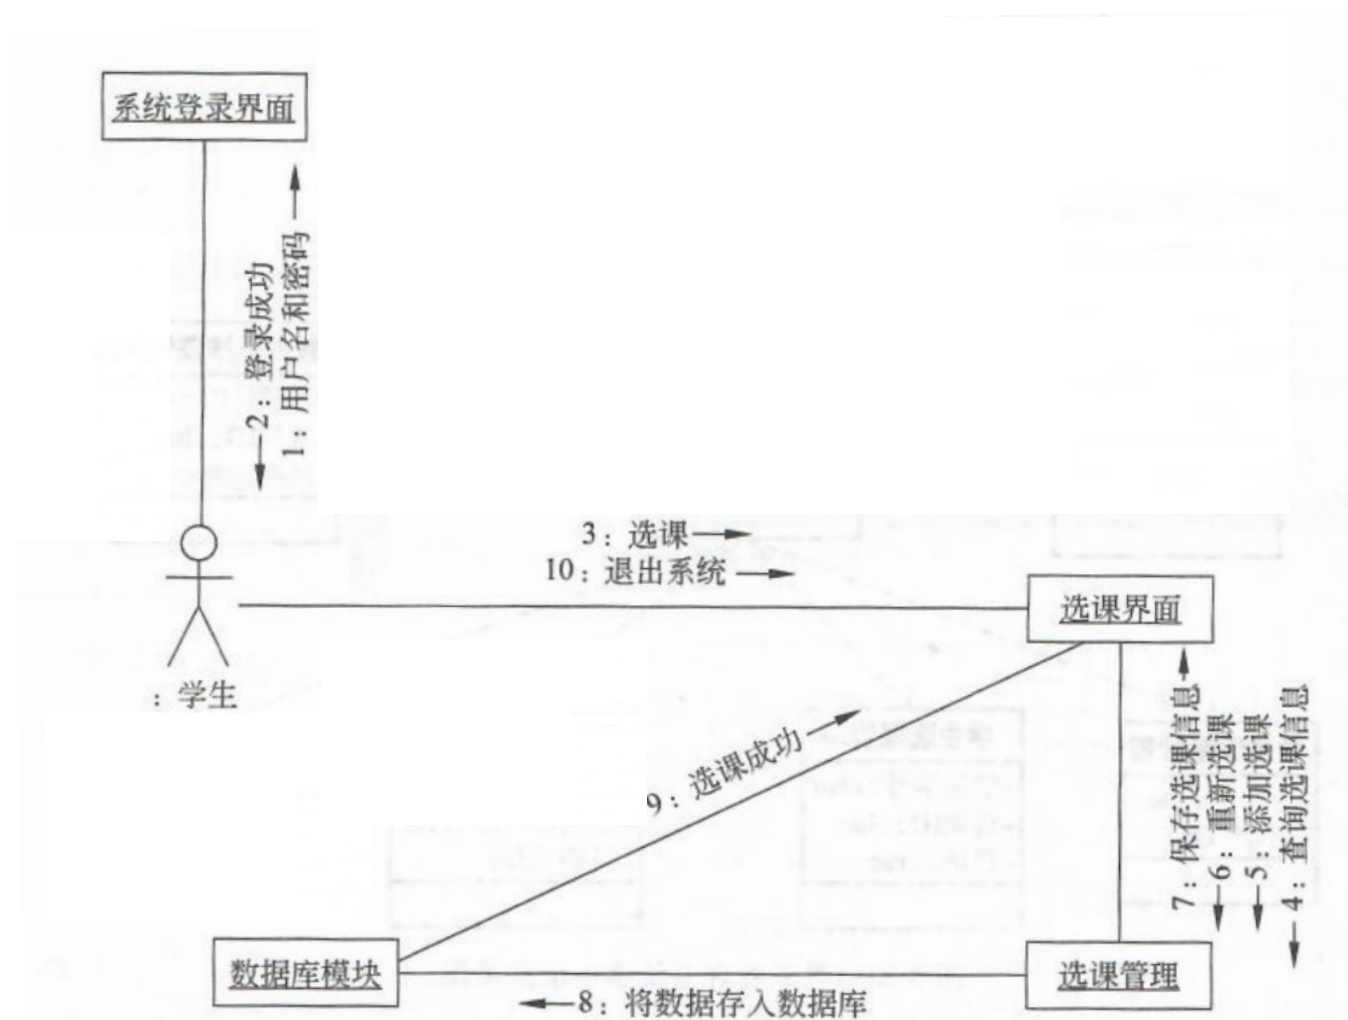 系统登录界面
2：登录成功
1：用户名和密码
3：选课
10：退出系统
选课界面
：学生
9：选课成功
7：保存选课信息
6：重新选课
5：添加选课
4：查询选课信息
数据库模块
选课管理
8：将数据存入数据库